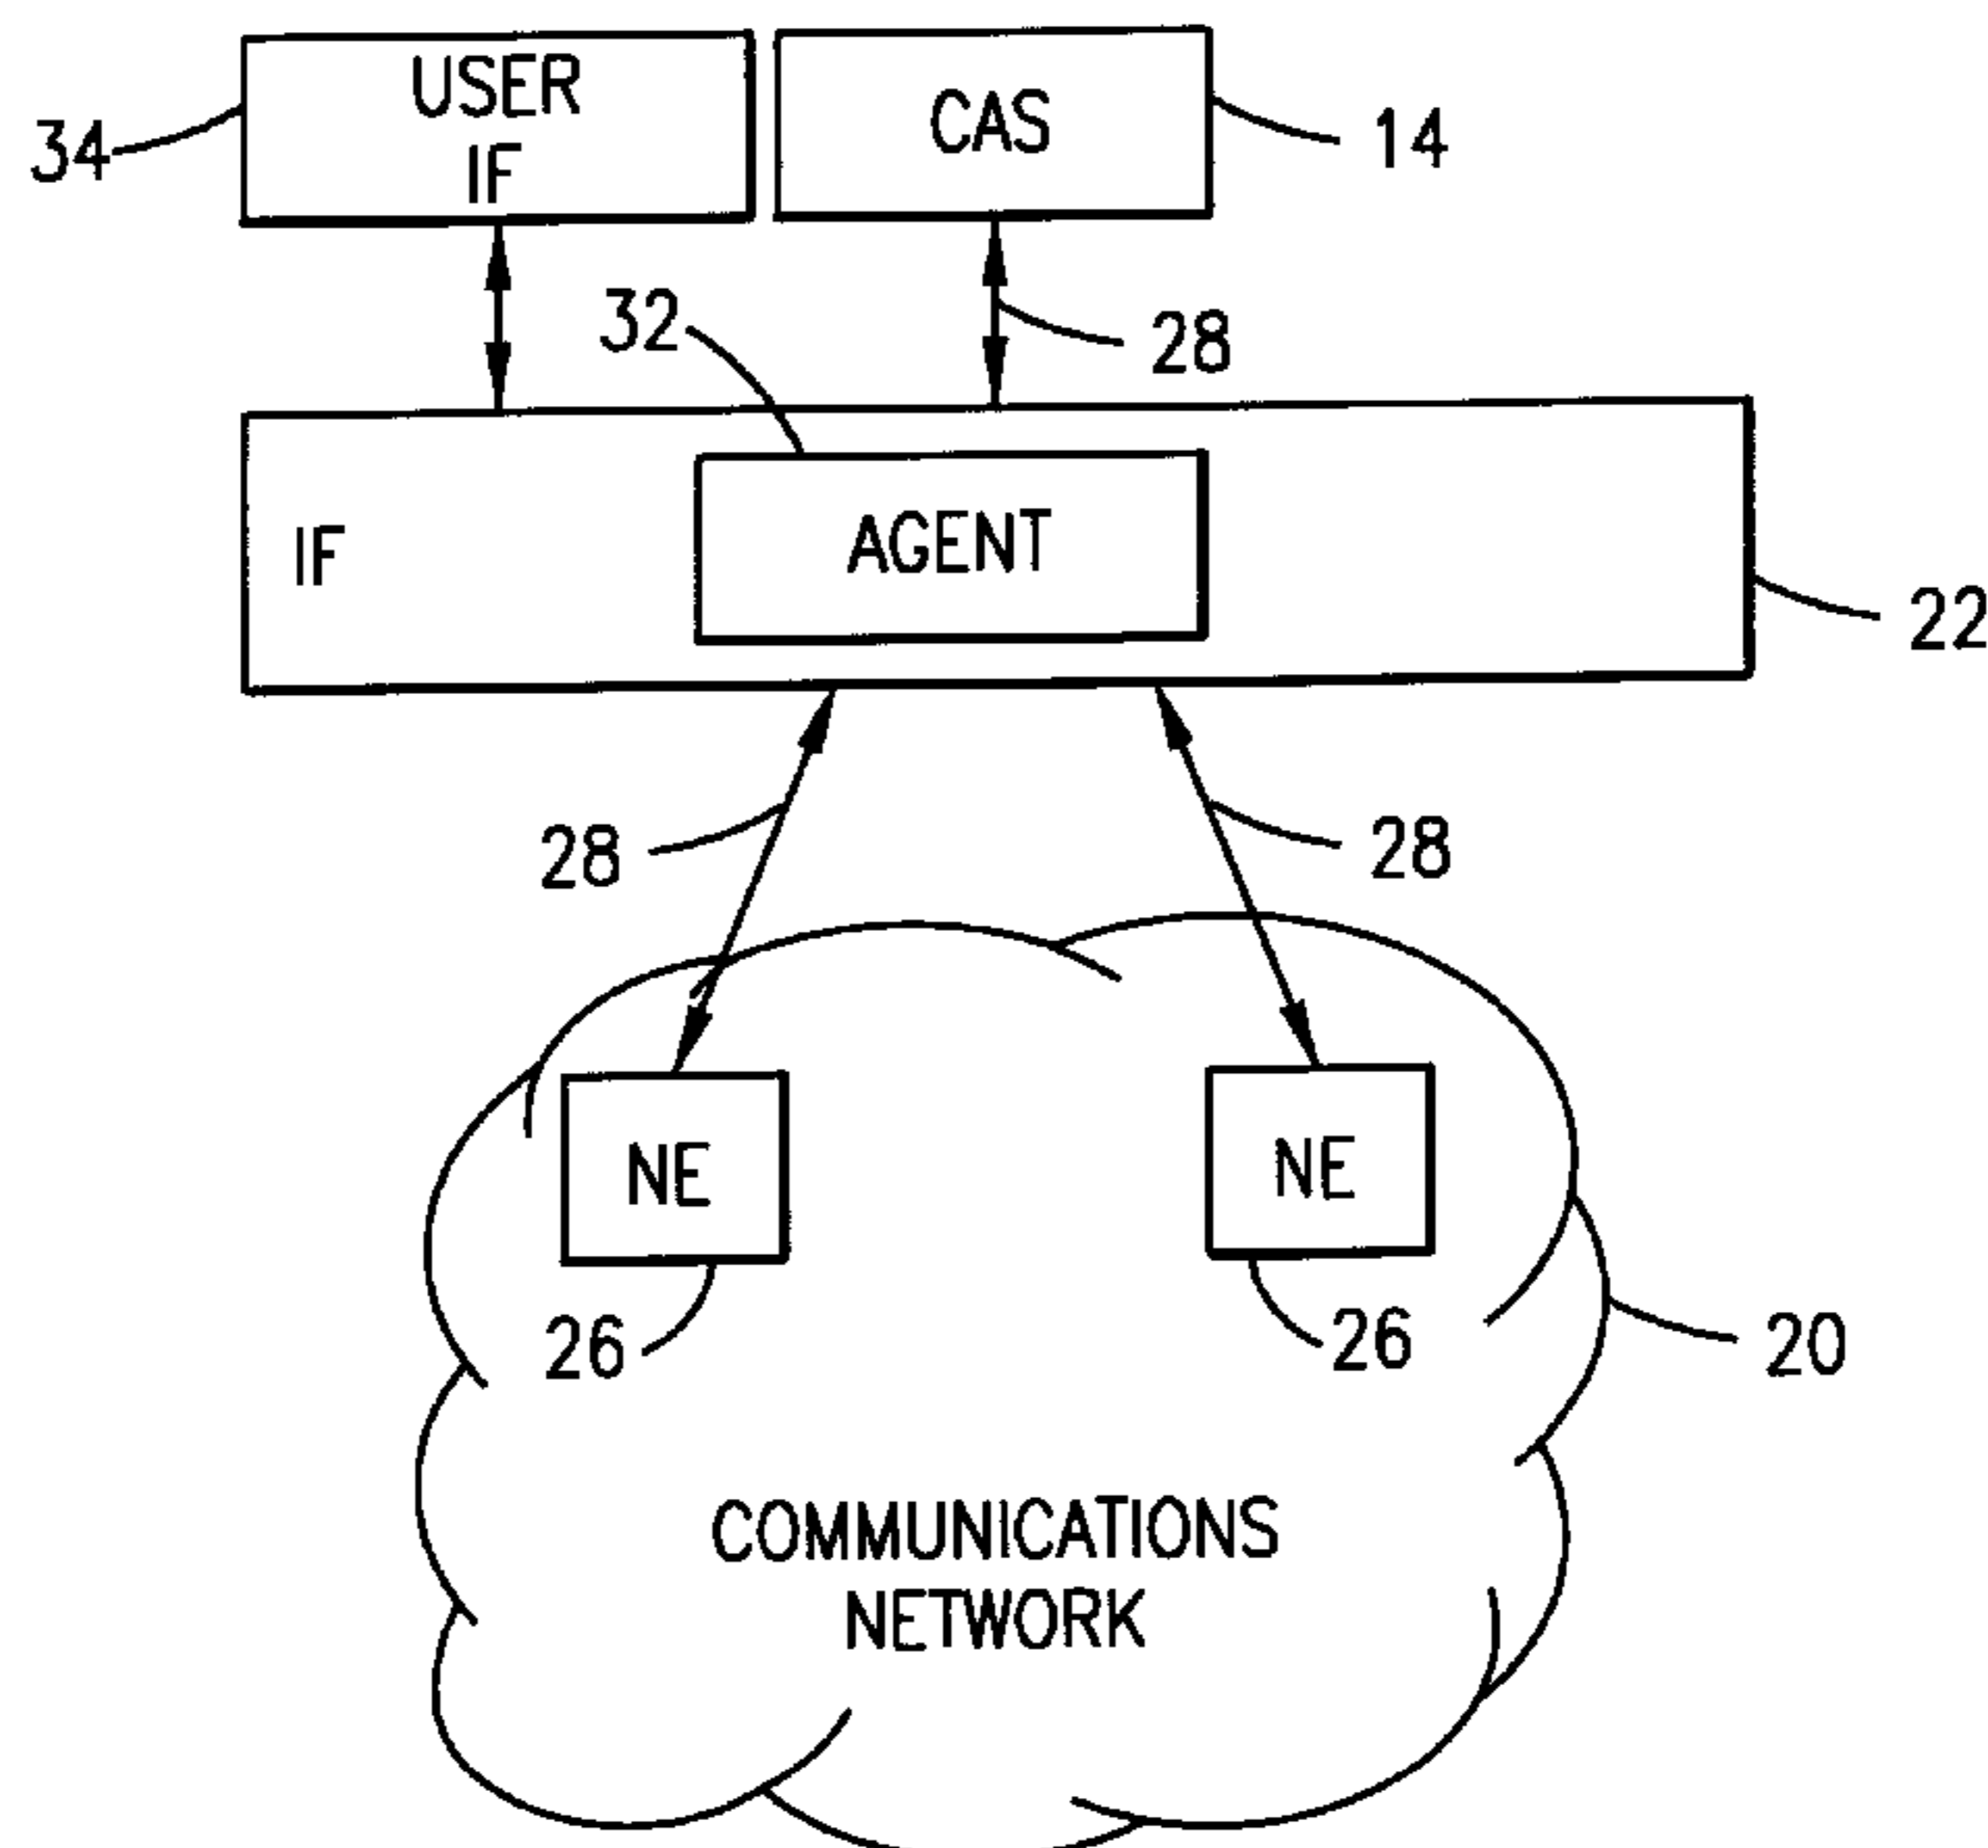 USER
IF
CAS
34
14
32
28
AGENT
IF
22
28
28
NE
NE
26
26
20
COMMUNICATIONS
NETWORK